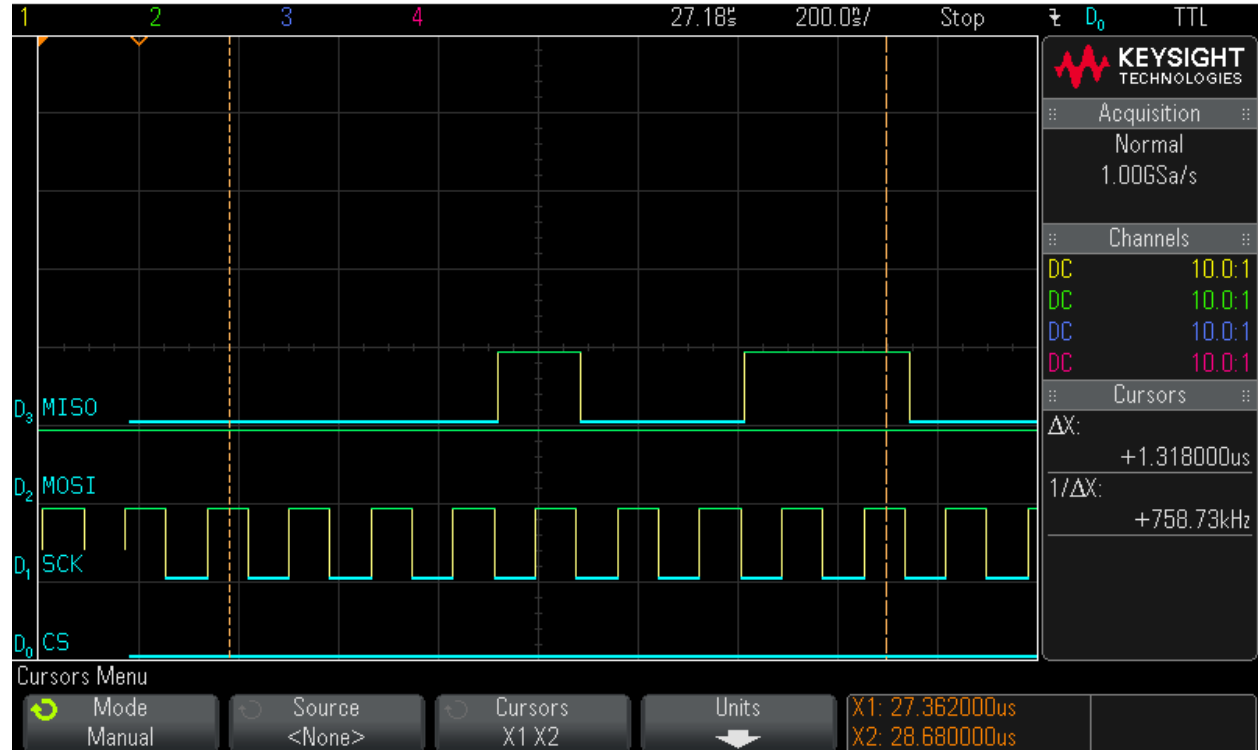 1 2 3 4 27.18us 200.0ns/ Stop D0 TTL
KEYSIGHT
TECHNOLOGIES
Acquisition
Normal
1.00GSa/s
Channels
DC 10.0:1
DC 10.0:1
DC 10.0:1
DC 10.0:1
Cursors
ΔX:
+1.318000us
1/ΔX:
+758.73kHz
D3 MISO
D2 MOSI
D1 SCK
D0 CS
Cursors Menu
Mode
Manual
Source
<None>
Cursors
X1 X2
Units
X1: 27.362000us
X2: 28.680000us